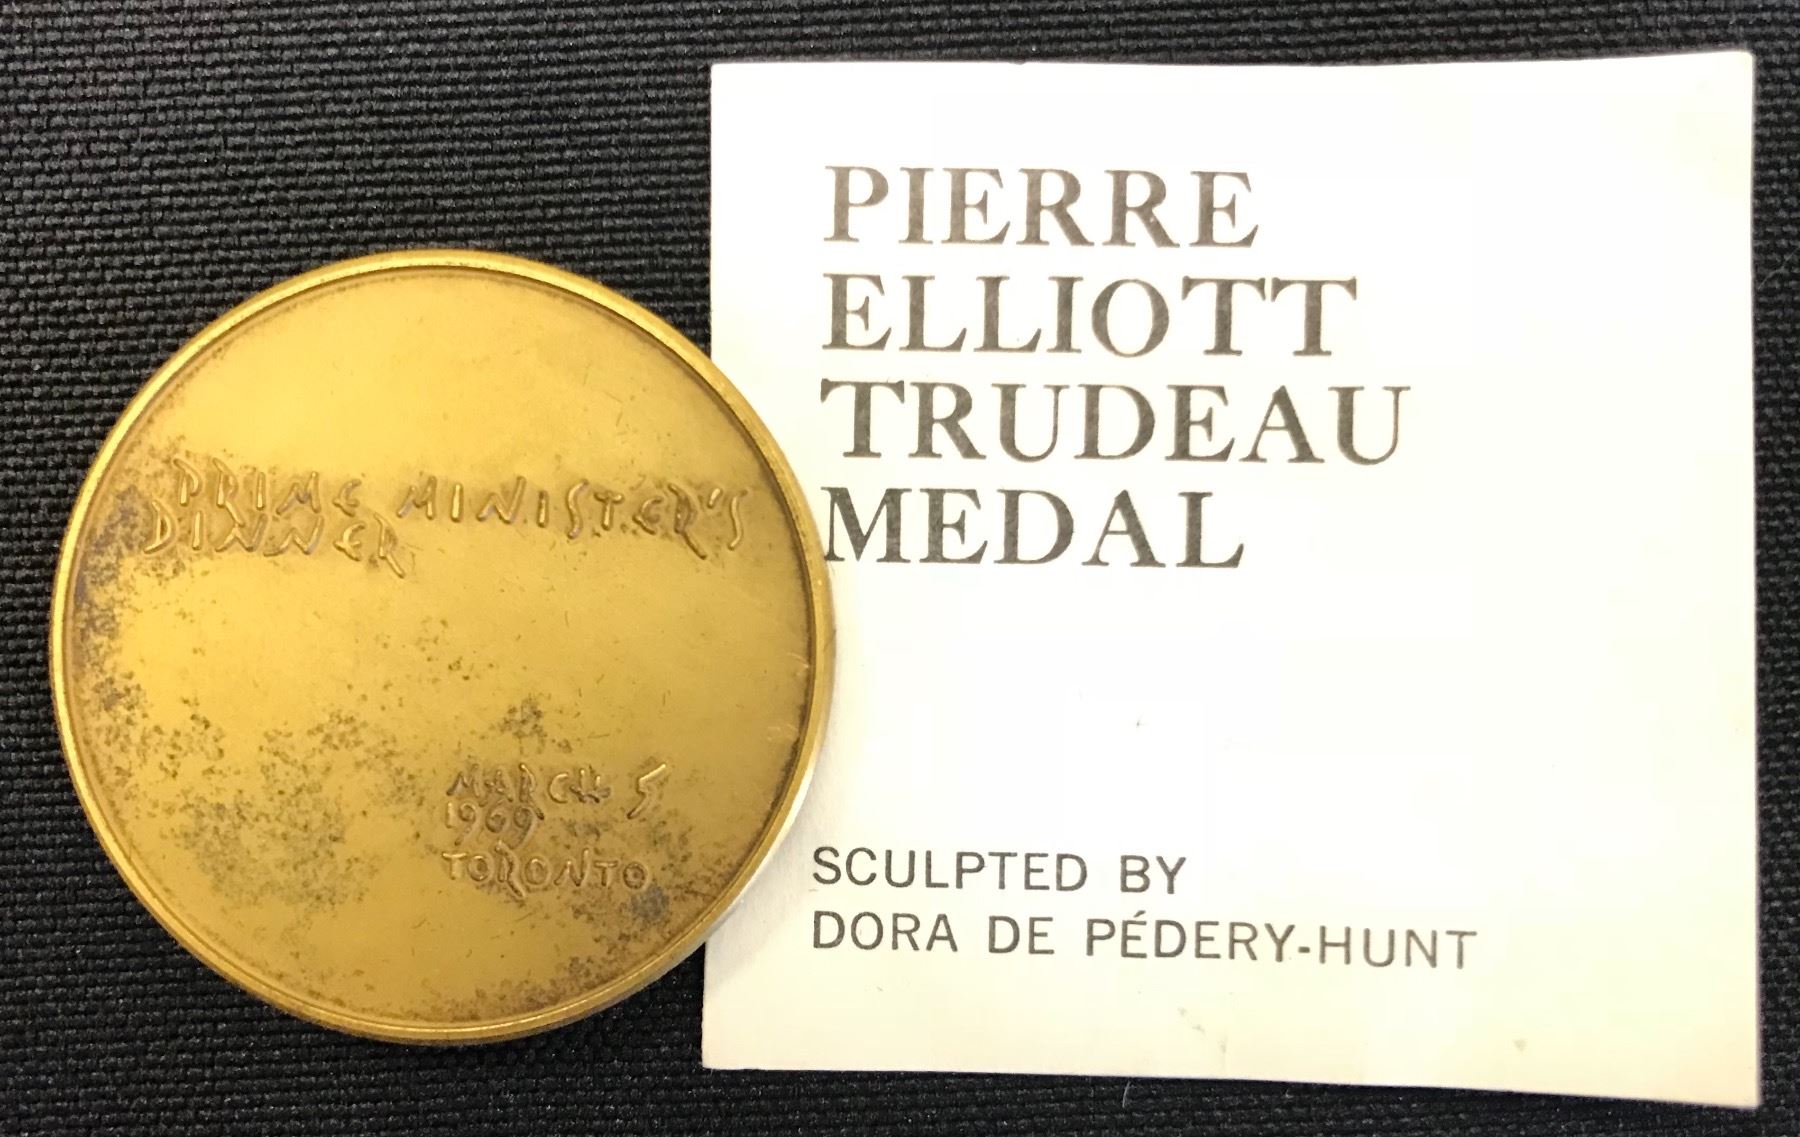 PRIME MINISTER'S
DINNER
MARCH 5
1969
TORONTO
PIERRE
ELLIOTT
TRUDEAU
MEDAL
SCULPTED BY
DORA DE PÉDERY-HUNT